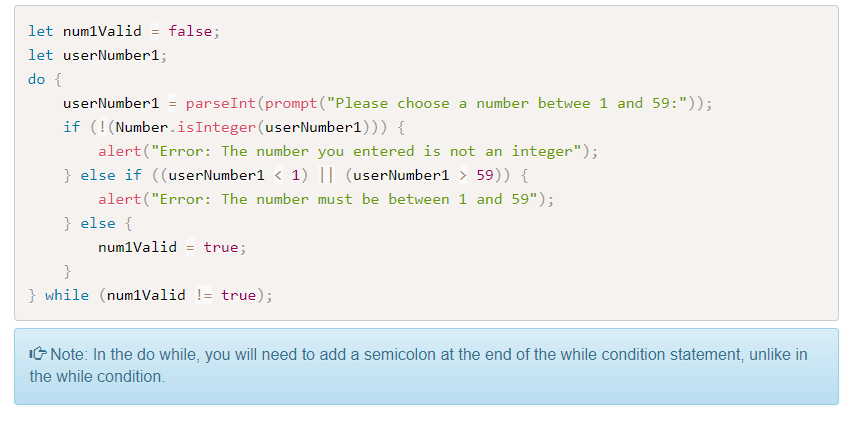 let num1Valid = false;
let userNumber1;
do {
    userNumber1 = parseInt(prompt("Please choose a number betwee 1 and 59:"));
    if (!(Number.isInteger(userNumber1))) {
        alert("Error: The number you entered is not an integer");
    } else if ((userNumber1 < 1) || (userNumber1 > 59)) {
        alert("Error: The number must be between 1 and 59");
    } else {
        num1Valid = true;
    }
} while (num1Valid != true);
Note: In the do while, you will need to add a semicolon at the end of the while condition statement, unlike in
the while condition.